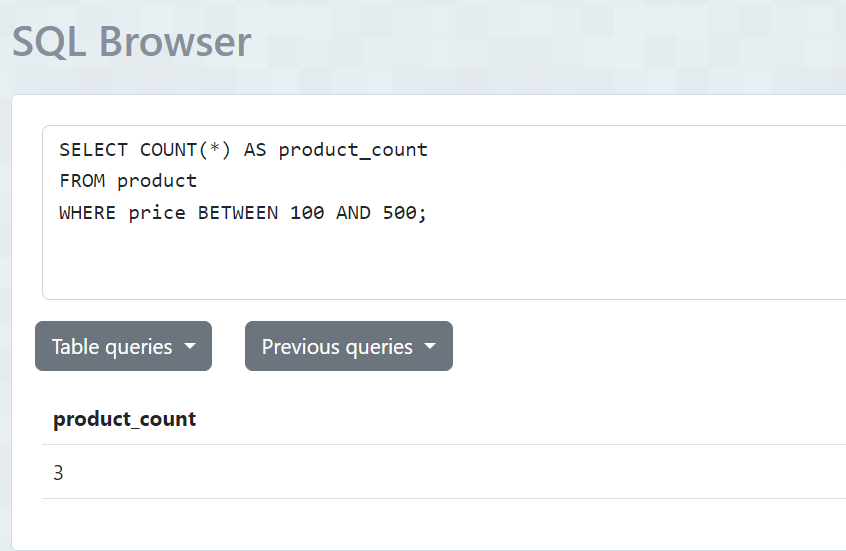 SQL Browser
SELECT COUNT(*) AS product_count
FROM product
WHERE price BETWEEN 100 AND 500;
Table queries
Previous queries
product_count
3